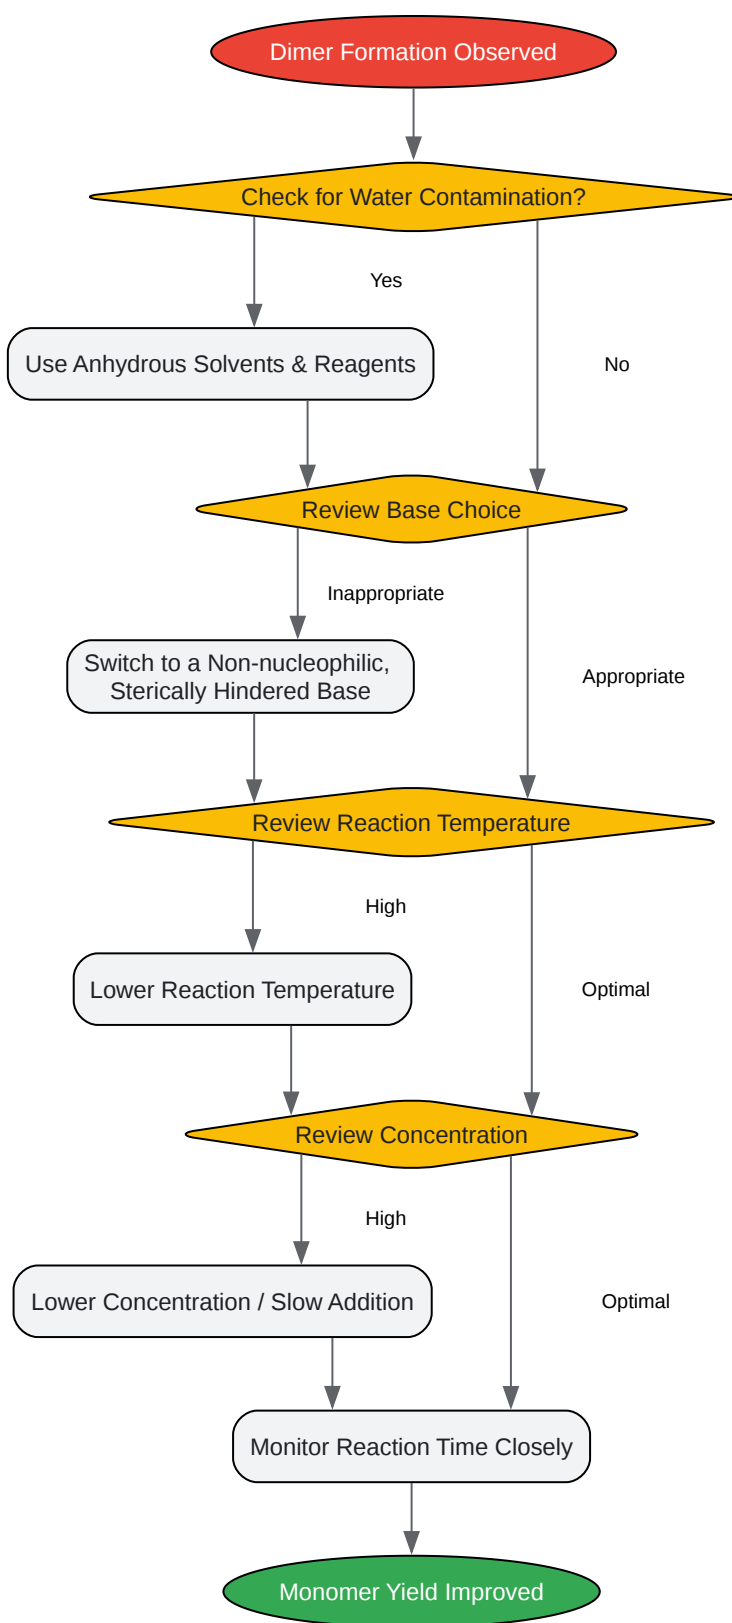 Dimer Formation Observed
Check for Water Contamination?
Yes
Use Anhydrous Solvents & Reagents
No
Review Base Choice
Inappropriate
Switch to a Non-nucleophilic,
Sterically Hindered Base
Appropriate
Review Reaction Temperature
High
Lower Reaction Temperature
Optimal
Review Concentration
High
Lower Concentration / Slow Addition
Optimal
Monitor Reaction Time Closely
Monomer Yield Improved